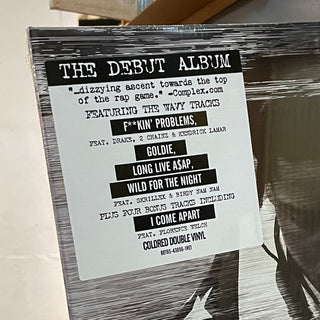 THE DEBUT ALBUM
"…dizzying ascent towards the top
of the rap game." -Complex.com
FEATURING THE WAVY TRACKS
F**KIN' PROBLEMS,
FEAT. DRAKE, 2 CHAINZ & KENDRICK LAMAR
GOLDIE,
LONG LIVE A$AP,
WILD FOR THE NIGHT
FEAT. SKRILLEX & BIRDY NAM NAM
PLUS FOUR BONUS TRACKS INCLUDING
I COME APART
FEAT. FLORENCE WELCH
COLORED DOUBLE VINYL